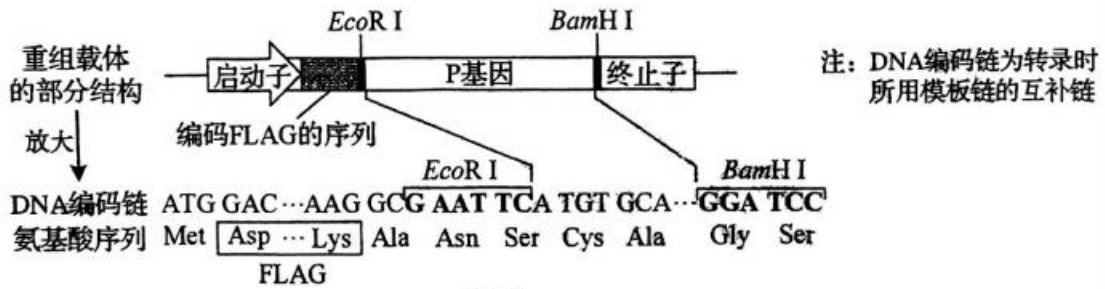 EcoR I BamH I
重组载体的部分结构
启动子 P基因 终止子
注：DNA编码链为转录时所用模板链的互补链
编码FLAG的序列
放大
EcoR I BamH I
DNA编码链 ATG GAC···AAG GCG AAT TCA TGT GCA···GGA TCC
氨基酸序列 Met Asp ··· Lys Ala Asn Ser Cys Ala Gly Ser
FLAG